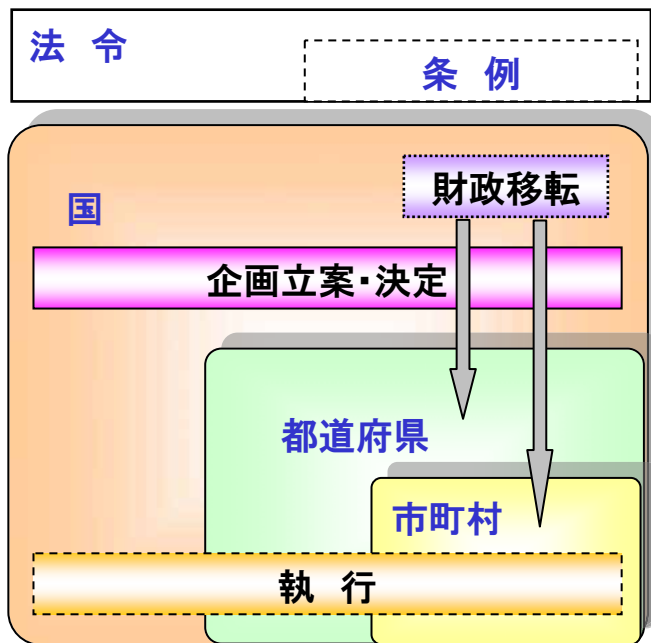 法 令
条 例
財政移転
国
企画立案・決定
都道府県
市町村
執 行